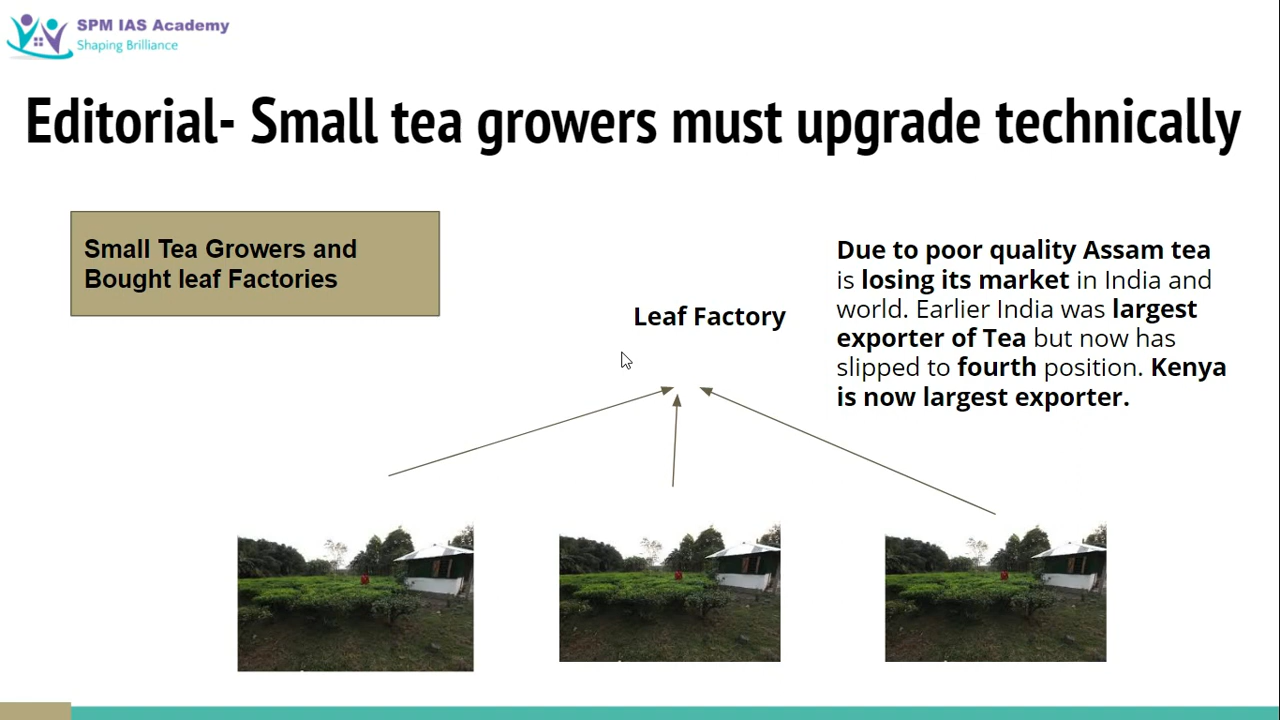 SPM IAS Academy
Shaping Brilliance
Editorial- Small tea growers must upgrade technically
Small Tea Growers and
Bought leaf Factories
Leaf Factory
Due to poor quality Assam tea
is losing its market in India and
world. Earlier India was largest
exporter of Tea but now has
slipped to fourth position. Kenya
is now largest exporter.